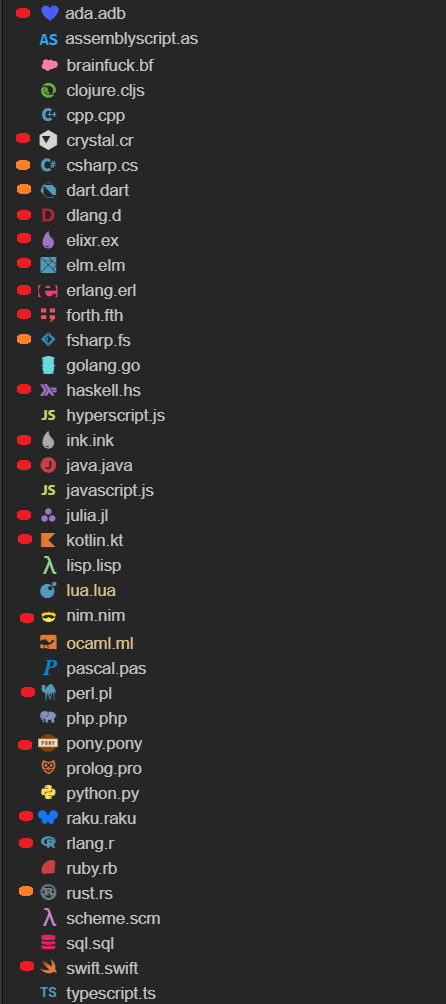 ada.adb
AS assemblyscript.as
brainfuck.bf
clojure.cljs
cpp.cpp
crystal.cr
csharp.cs
dart.dart
D dlang.d
elixr.ex
elm.elm
erlang.erl
forth.fth
fsharp.fs
golang.go
haskell.hs
JS hyperscript.js
ink.ink
J java.java
JS javascript.js
julia.jl
kotlin.kt
λ lisp.lisp
lua.lua
nim.nim
ocaml.ml
P pascal.pas
perl.pl
php.php
PONY pony.pony
prolog.pro
python.py
raku.raku
R rlang.r
ruby.rb
rust.rs
λ scheme.scm
sql.sql
swift.swift
TS typescript.ts